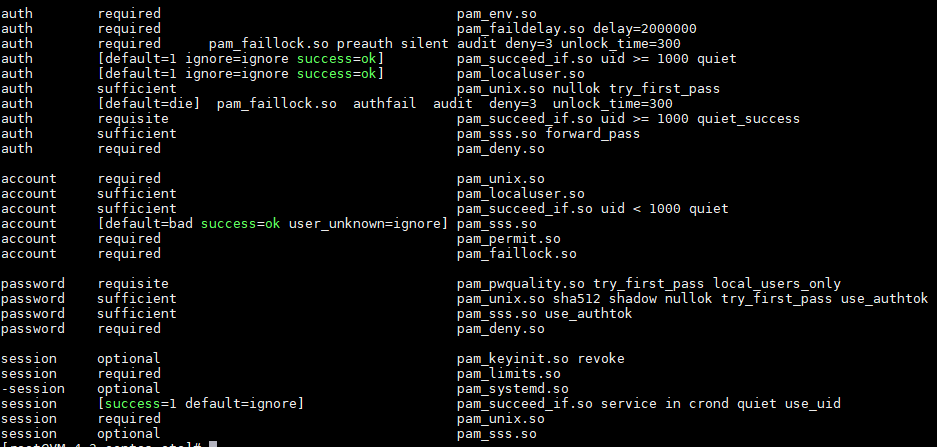 auth required pam_env.so
auth required pam_faildelay.so delay=2000000
auth required pam_faillock.so preauth silent audit deny=3 unlock_time=300
auth [default=1 ignore=ignore success=ok] pam_succeed_if.so uid >= 1000 quiet
auth [default=1 ignore=ignore success=ok] pam_localuser.so
auth sufficient pam_unix.so nullok try_first_pass
auth [default=die] pam_faillock.so authfail audit deny=3 unlock_time=300
auth requisite pam_succeed_if.so uid >= 1000 quiet_success
auth sufficient pam_sss.so forward_pass
auth required pam_deny.so
account required pam_unix.so
account sufficient pam_localuser.so
account sufficient pam_succeed_if.so uid < 1000 quiet
account [default=bad success=ok user_unknown=ignore] pam_sss.so
account required pam_permit.so
account required pam_faillock.so
password requisite pam_pwquality.so try_first_pass local_users_only
password sufficient pam_unix.so sha512 shadow nullok try_first_pass use_authtok
password sufficient pam_sss.so use_authtok
password required pam_deny.so
session optional pam_keyinit.so revoke
session required pam_limits.so
-session optional pam_systemd.so
session [success=1 default=ignore] pam_succeed_if.so service in crond quiet use_uid
session required pam_unix.so
session optional pam_sss.so